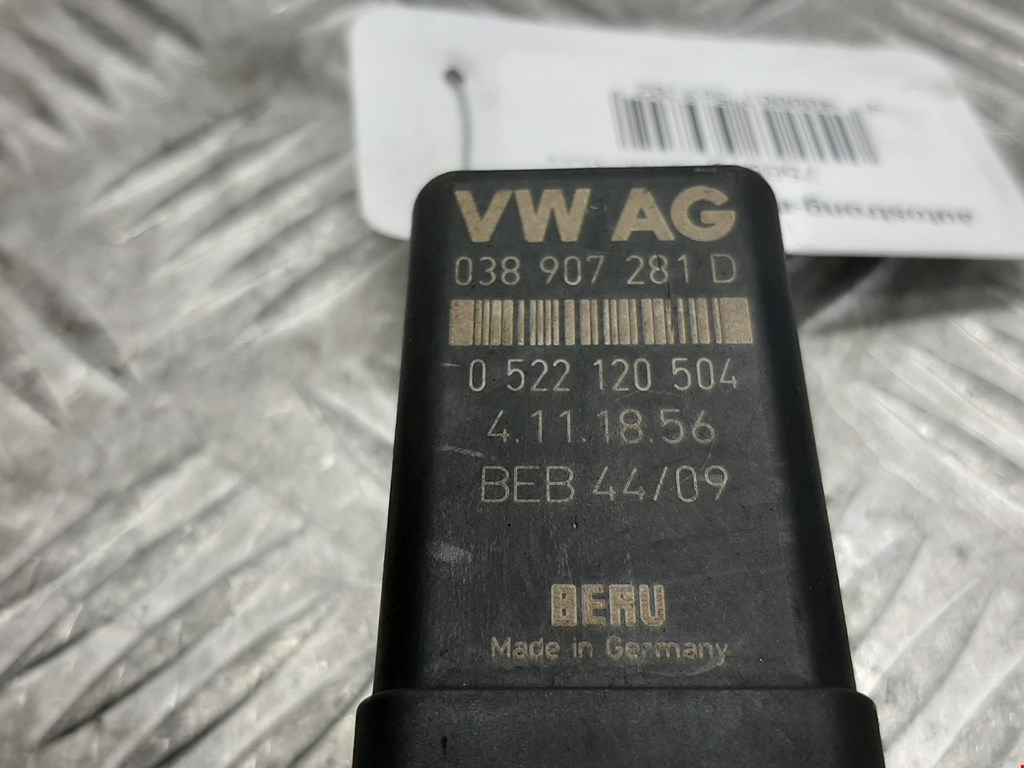 VW AG
038 907 281 D
0 522 120 504
4.11.18.56
BEB 44/09
BERU
Made in Germany
autostrong